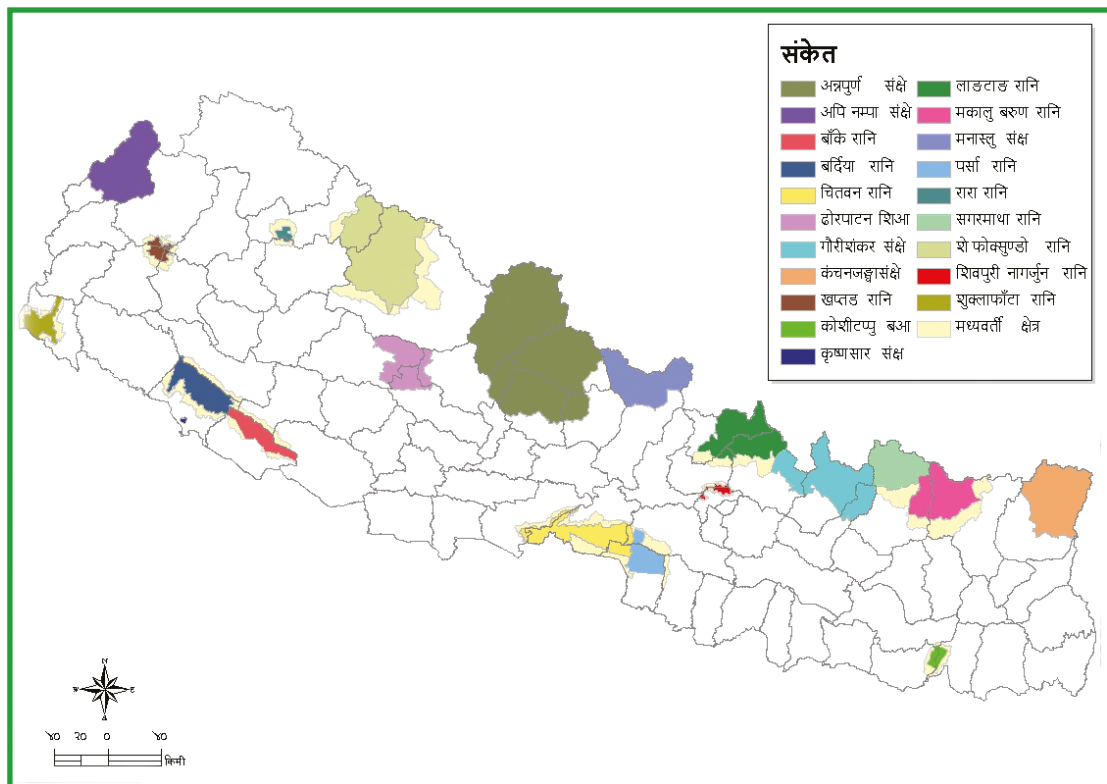 संकेत
अन्नपुर्ण संक्षे
अपि नम्पा संक्षे
बाँके रानि
बर्दिया रानि
चितवन रानि
ढोरपाटन शिआ
गौरीशंकर संक्षे
कंचनजङ्घासंक्षे
खप्तड रानि
कोशीटप्पु बआ
कृष्णसार संक्ष
लाङटाङ रानि
मकालु बरुण रानि
मनास्लु संक्ष
पर्सा रानि
रारा रानि
सगरमाथा रानि
शे फोक्सुण्डो रानि
शिवपुरी नागर्जुन रानि
शुक्लाफाँटा रानि
मध्यवर्ती क्षेत्र
N
W E
S
४० २० ० ४०
किमी